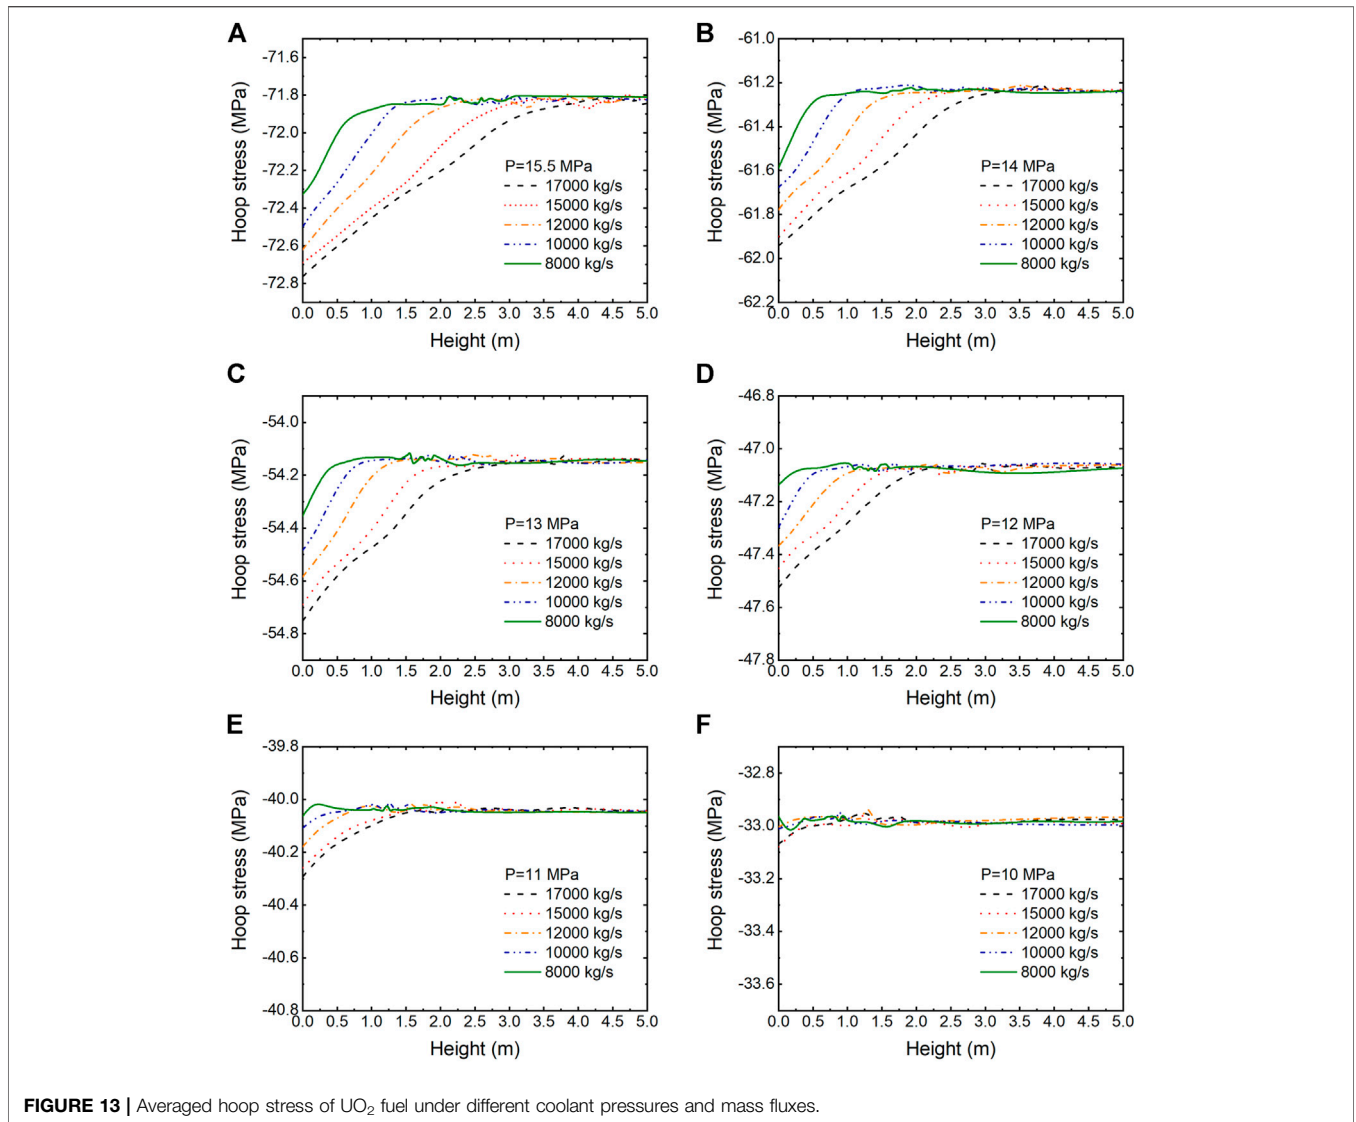 A
Hoop stress (MPa)
-71.6
-71.8
-72.0
-72.2
-72.4
-72.6
-72.8
P=15.5 MPa
17000 kg/s
15000 kg/s
12000 kg/s
10000 kg/s
8000 kg/s
0.0 0.5 1.0 1.5 2.0 2.5 3.0 3.5 4.0 4.5 5.0
Height (m)
B
Hoop stress (MPa)
-61.0
-61.2
-61.4
-61.6
-61.8
-62.0
-62.2
P=14 MPa
17000 kg/s
15000 kg/s
12000 kg/s
10000 kg/s
8000 kg/s
0.0 0.5 1.0 1.5 2.0 2.5 3.0 3.5 4.0 4.5 5.0
Height (m)
C
Hoop stress (MPa)
-54.0
-54.2
-54.4
-54.6
-54.8
P=13 MPa
17000 kg/s
15000 kg/s
12000 kg/s
10000 kg/s
8000 kg/s
0.0 0.5 1.0 1.5 2.0 2.5 3.0 3.5 4.0 4.5 5.0
Height (m)
D
Hoop stress (MPa)
-46.8
-47.0
-47.2
-47.4
-47.6
-47.8
P=12 MPa
17000 kg/s
15000 kg/s
12000 kg/s
10000 kg/s
8000 kg/s
0.0 0.5 1.0 1.5 2.0 2.5 3.0 3.5 4.0 4.5 5.0
Height (m)
E
Hoop stress (MPa)
-39.8
-40.0
-40.2
-40.4
-40.6
-40.8
P=11 MPa
17000 kg/s
15000 kg/s
12000 kg/s
10000 kg/s
8000 kg/s
0.0 0.5 1.0 1.5 2.0 2.5 3.0 3.5 4.0 4.5 5.0
Height (m)
F
Hoop stress (MPa)
-32.8
-33.0
-33.2
-33.4
-33.6
P=10 MPa
17000 kg/s
15000 kg/s
12000 kg/s
10000 kg/s
8000 kg/s
0.0 0.5 1.0 1.5 2.0 2.5 3.0 3.5 4.0 4.5 5.0
Height (m)
FIGURE 13 | Averaged hoop stress of UO₂ fuel under different coolant pressures and mass fluxes.